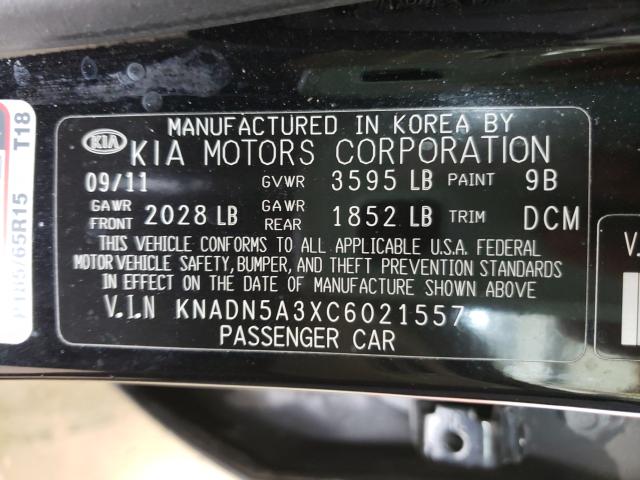 MANUFACTURED IN KOREA BY
KIA KIA MOTORS CORPORATION
09/11 GVWR 3595 LB PAINT 9B
GAWR FRONT 2028 LB GAWR REAR 1852 LB TRIM DCM
THIS VEHICLE CONFORMS TO ALL APPLICABLE U.S.A. FEDERAL
MOTOR VEHICLE SAFETY, BUMPER, AND THEFT PREVENTION STANDARDS
IN EFFECT ON THE DATE OF MANUFACTURE SHOWN ABOVE.
V.I.N KNADN5A3XC6021557
PASSENGER CAR
P185/65R15 T18
V.